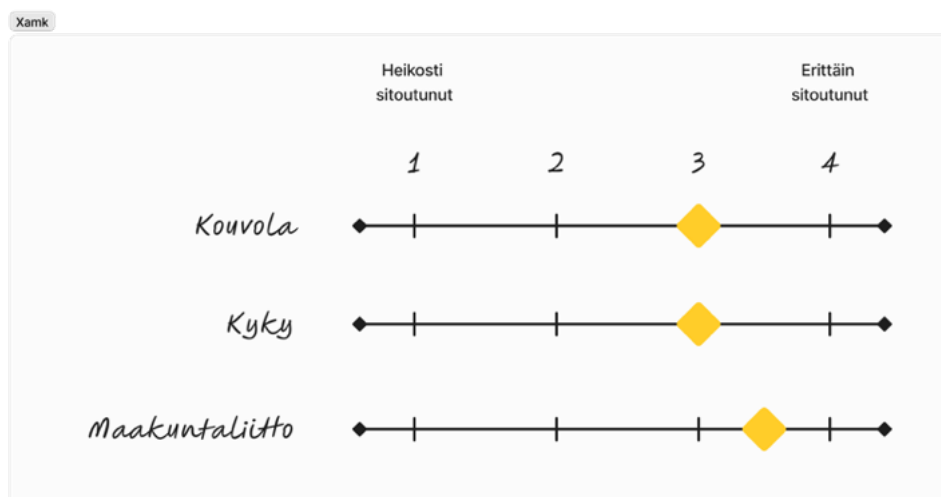 Xamk
Heikosti
sitoutunut
Erittäin
sitoutunut
1 2 3 4
Kouvola
Kyky
Maakuntaliitto